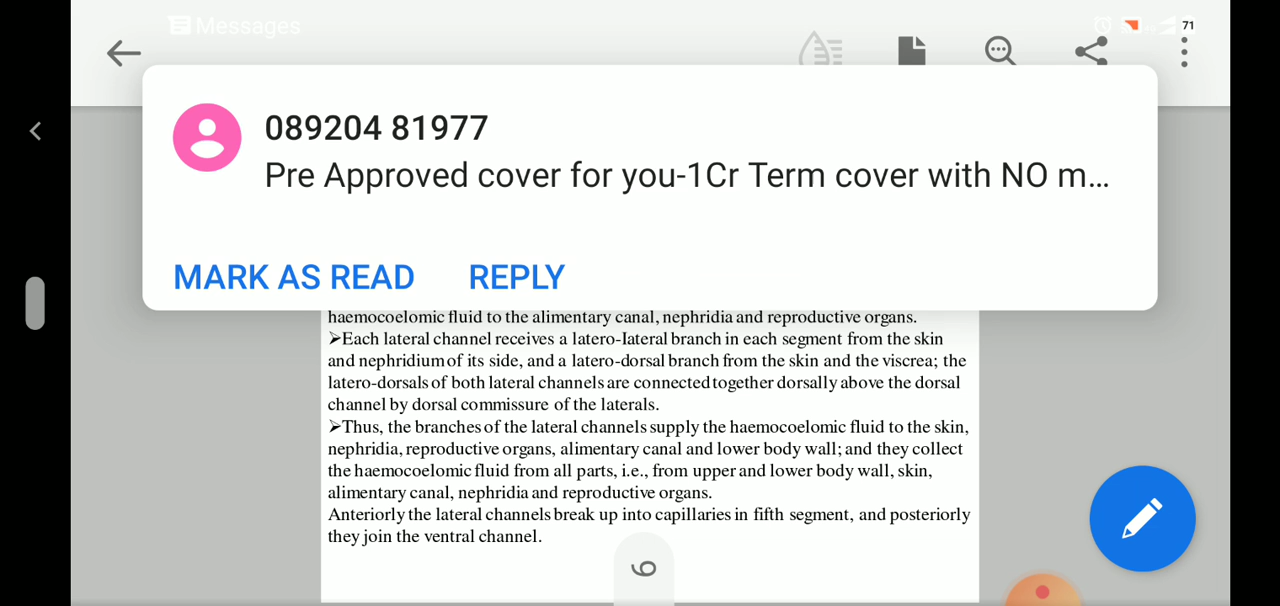 Messages
71
089204 81977
Pre Approved cover for you-1Cr Term cover with NO m...
MARK AS READ
REPLY
haemocoelomic fluid to the alimentary canal, nephridia and reproductive organs.
➢Each lateral channel receives a latero-Iateral branch in each segment from the skin
and nephridium of its side, and a latero-dorsal branch from the skin and the viscrea; the
latero-dorsals of both lateral channels are connected together dorsally above the dorsal
channel by dorsal commissure of the laterals.
➢Thus, the branches of the lateral channels supply the haemocoelomic fluid to the skin,
nephridia, reproductive organs, alimentary canal and lower body wall; and they collect
the haemocoelomic fluid from all parts, i.e., from upper and lower body wall, skin,
alimentary canal, nephridia and reproductive organs.
Anteriorly the lateral channels break up into capillaries in fifth segment, and posteriorly
they join the ventral channel.